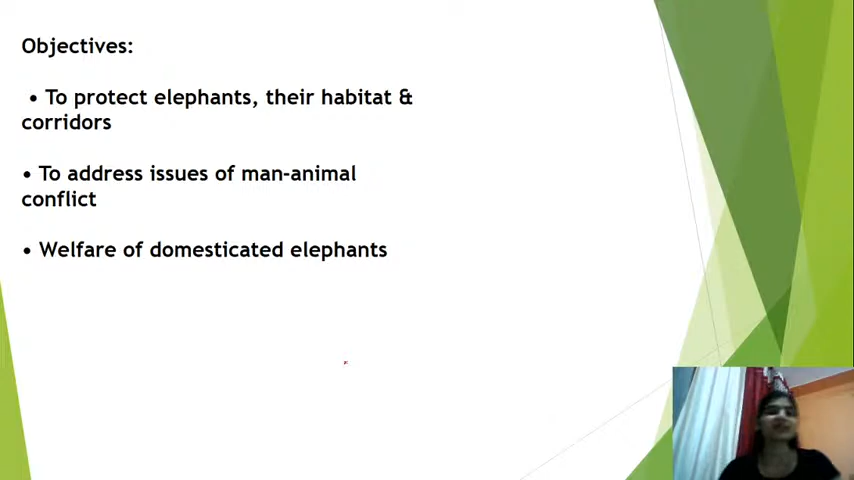 Objectives:
• To protect elephants, their habitat &
corridors
• To address issues of man-animal
conflict
• Welfare of domesticated elephants